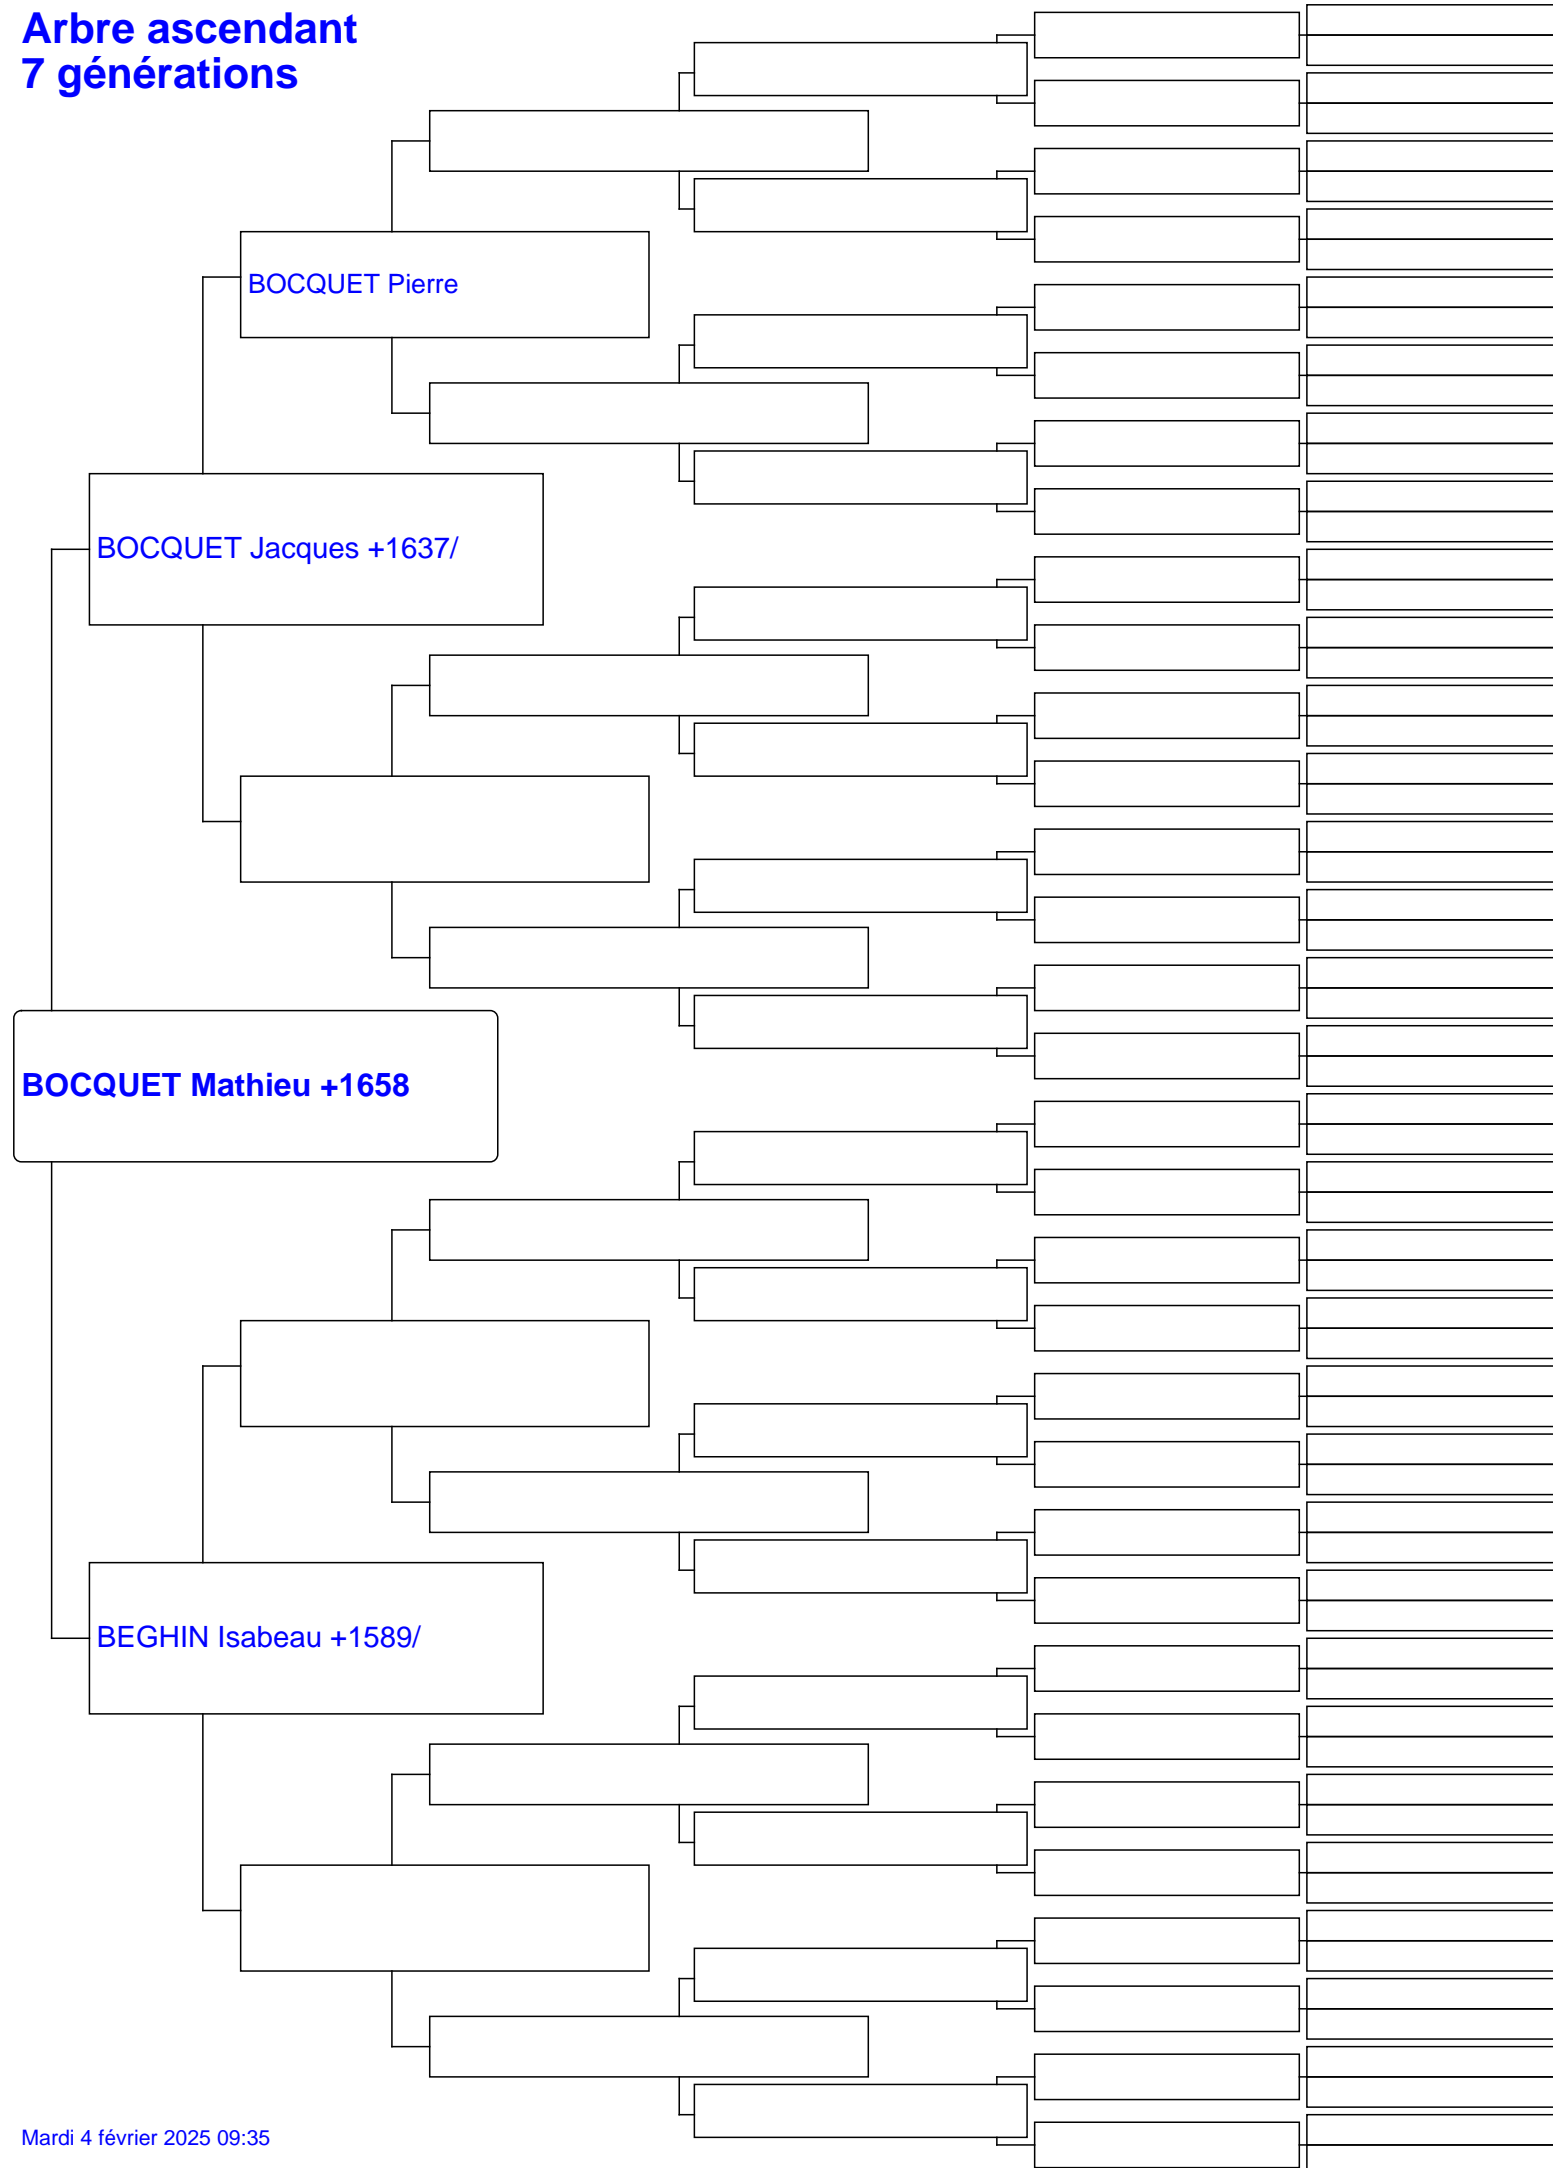 Arbre ascendant
7 générations
BOCQUET Pierre
BOCQUET Jacques +1637/
BOCQUET Mathieu +1658
BEGHIN Isabeau +1589/
Mardi 4 février 2025 09:35